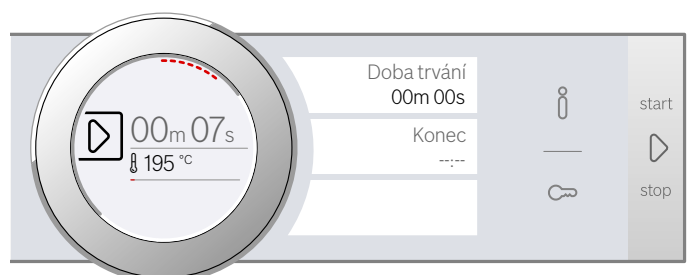 00m 07s
195 °C
Doba trvání
00m 00s
Konec
--:--
start
stop